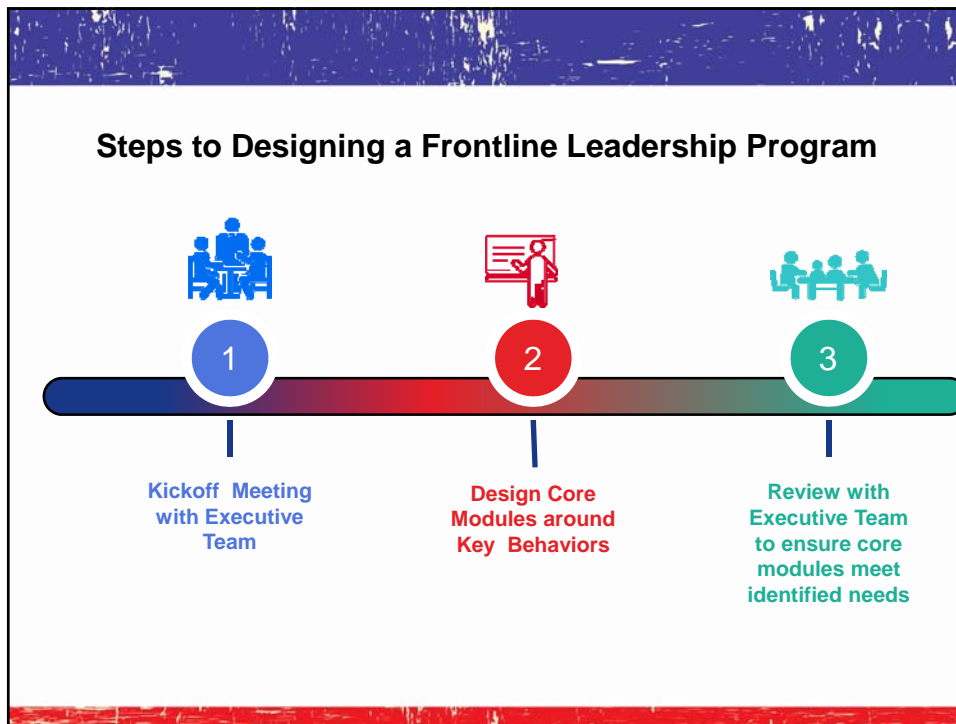 Steps to Designing a Frontline Leadership Program
1
2
3
Kickoff Meeting
with Executive
Team
Design Core
Modules around
Key Behaviors
Review with
Executive Team
to ensure core
modules meet
identified needs